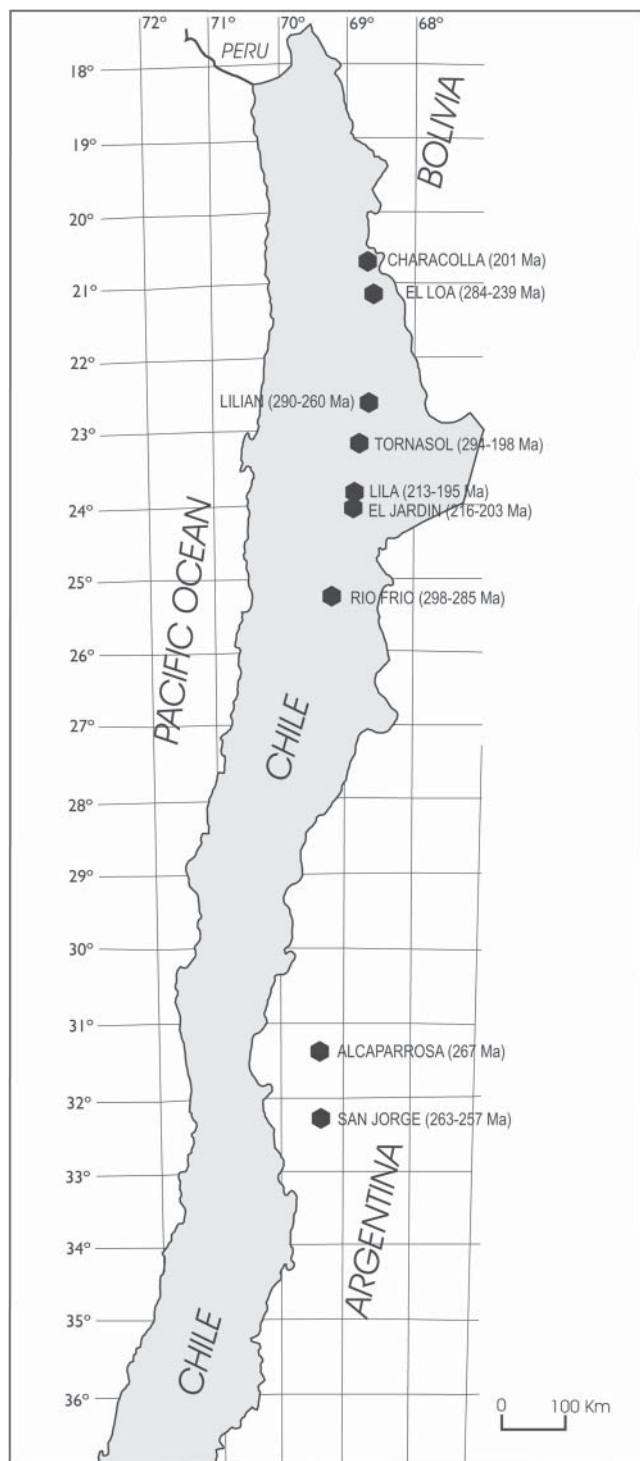 72° 71° 70° 69° 68°
PERU
18°
BOLIVIA
19°
20°
CHARACOLLA (201 Ma)
21°
EL LOA (284-239 Ma)
22°
LILIAN (290-260 Ma)
23°
TORNASOL (294-198 Ma)
LILA (213-195 Ma)
24°
EL JARDIN (216-203 Ma)
PACIFIC OCEAN
25°
RIO FRIO (298-285 Ma)
26°
27°
CHILE
28°
29°
30°
31°
ALCAPARROSA (267 Ma)
32°
SAN JORGE (263-257 Ma)
33°
ARGENTINA
34°
35°
CHILE
36°
0 100 Km